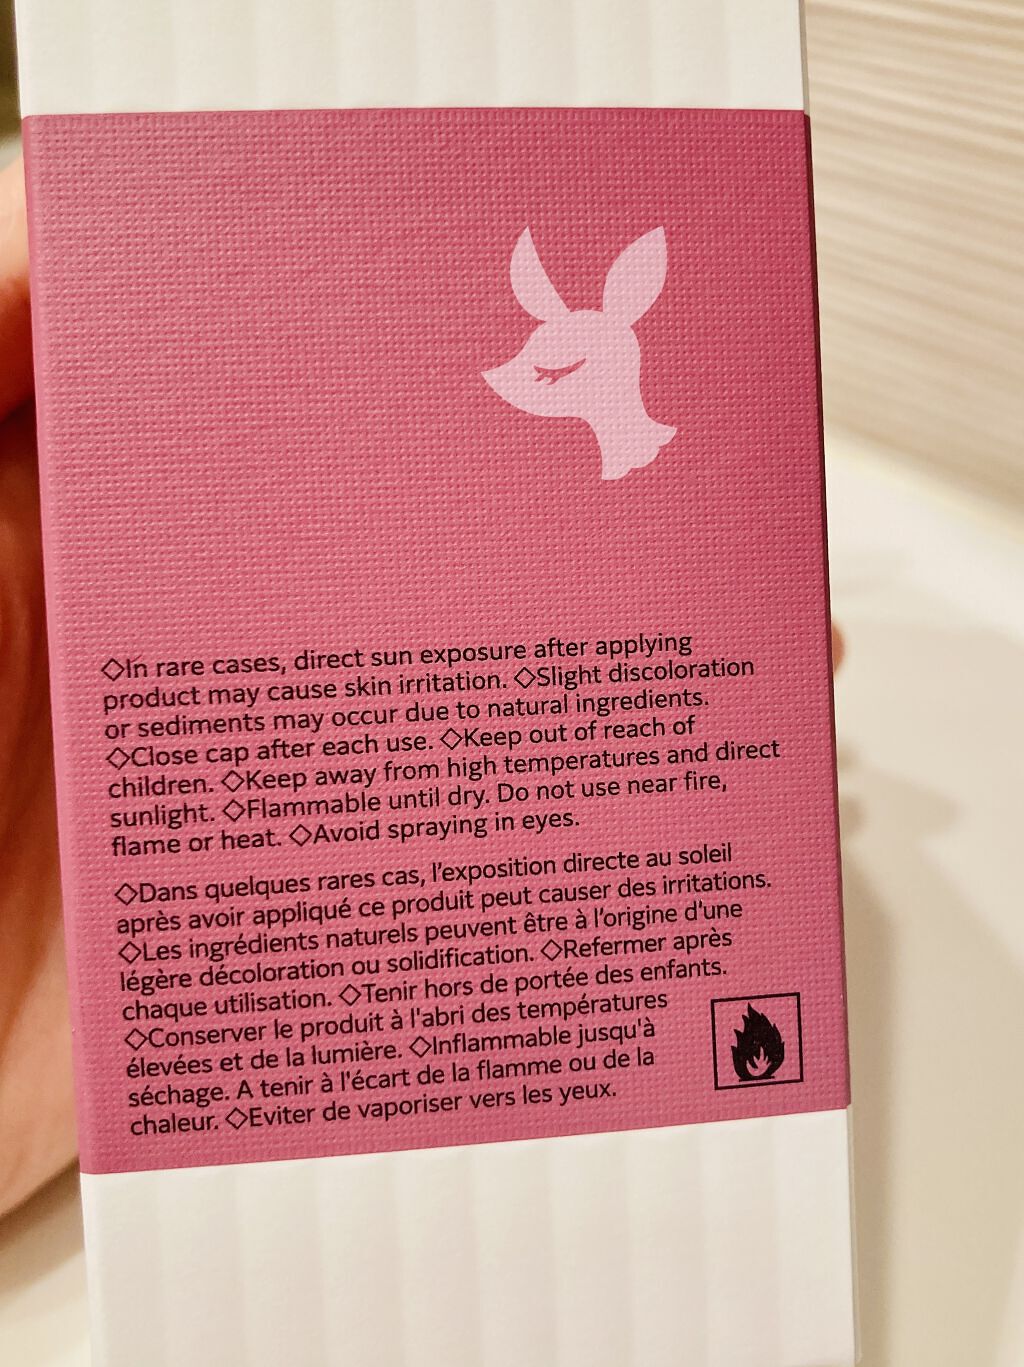 ◇In rare cases, direct sun exposure after applying
product may cause skin irritation. ◇Slight discoloration
or sediments may occur due to natural ingredients.
◇Close cap after each use. ◇Keep out of reach of
children. ◇Keep away from high temperatures and direct
sunlight. ◇Flammable until dry. Do not use near fire,
flame or heat. ◇Avoid spraying in eyes.
◇Dans quelques rares cas, l'exposition directe au soleil
après avoir appliqué ce produit peut causer des irritations.
◇Les ingrédients naturels peuvent être à l'origine d'une
légère décoloration ou solidification. ◇Refermer après
chaque utilisation. ◇Tenir hors de portée des enfants.
◇Conserver le produit à l'abri des températures
élevées et de la lumière. ◇Inflammable jusqu'à
séchage. A tenir à l'écart de la flamme ou de la
chaleur. ◇Eviter de vaporiser vers les yeux.